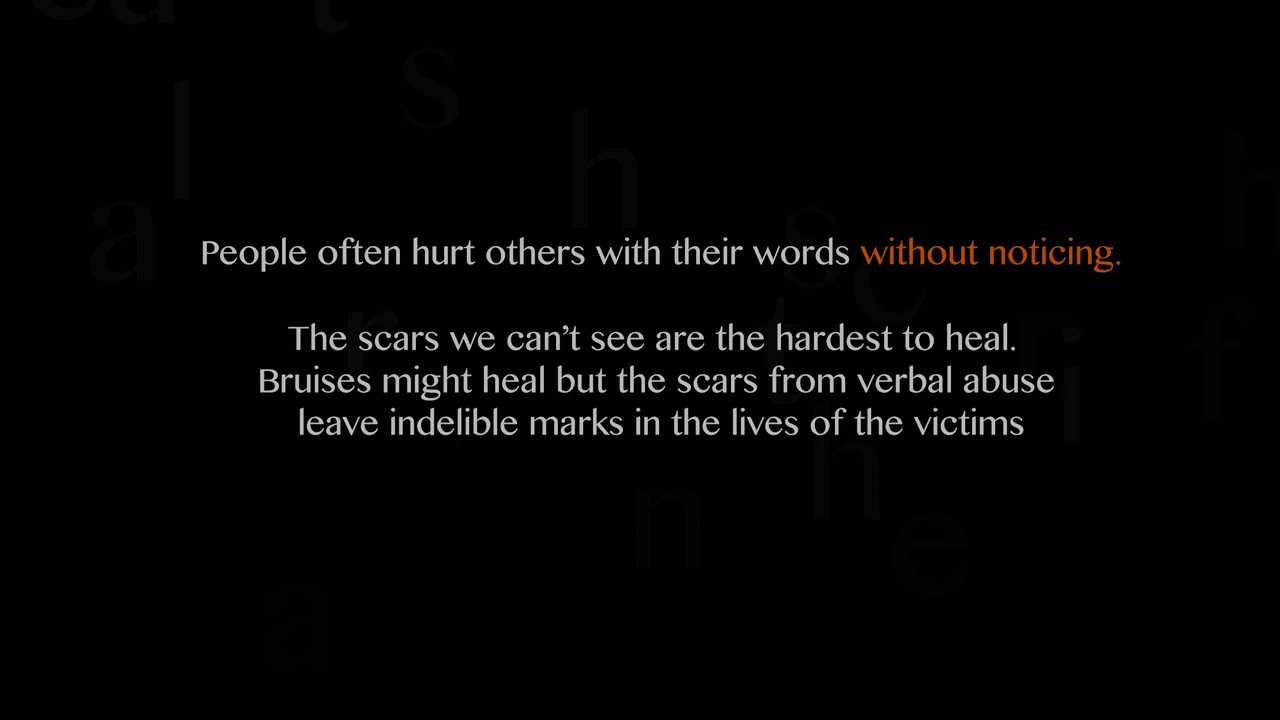 People often hurt others with their words without noticing.
The scars we can’t see are the hardest to heal.
Bruises might heal but the scars from verbal abuse
leave indelible marks in the lives of the victims